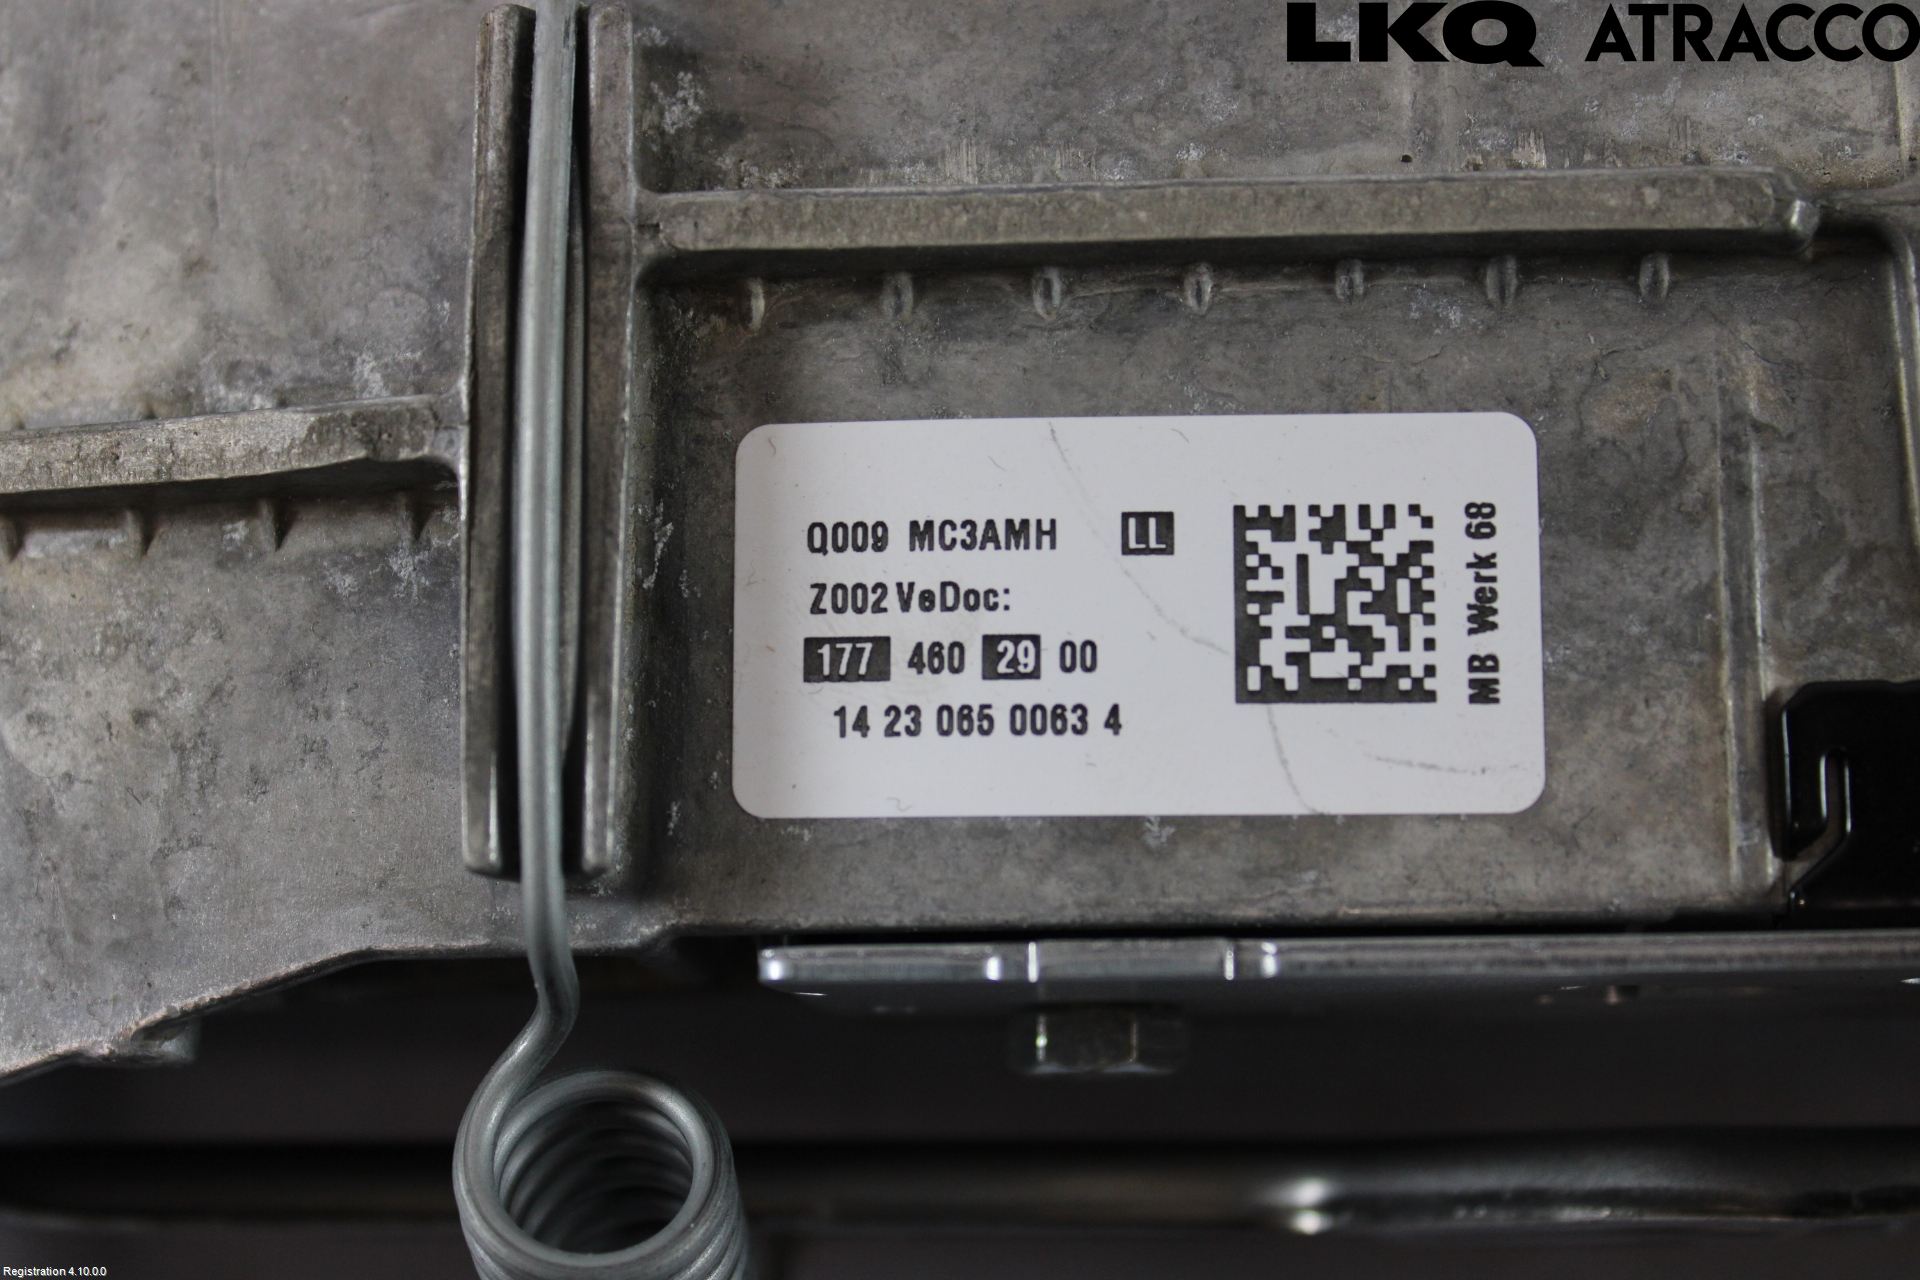 LKQ ATRACCO
Q009 MC3AMH LL
Z002 VeDoc:
177 460 29 00
14 23 065 0063 4
MB Werk 68
Registration 4.10.0.0